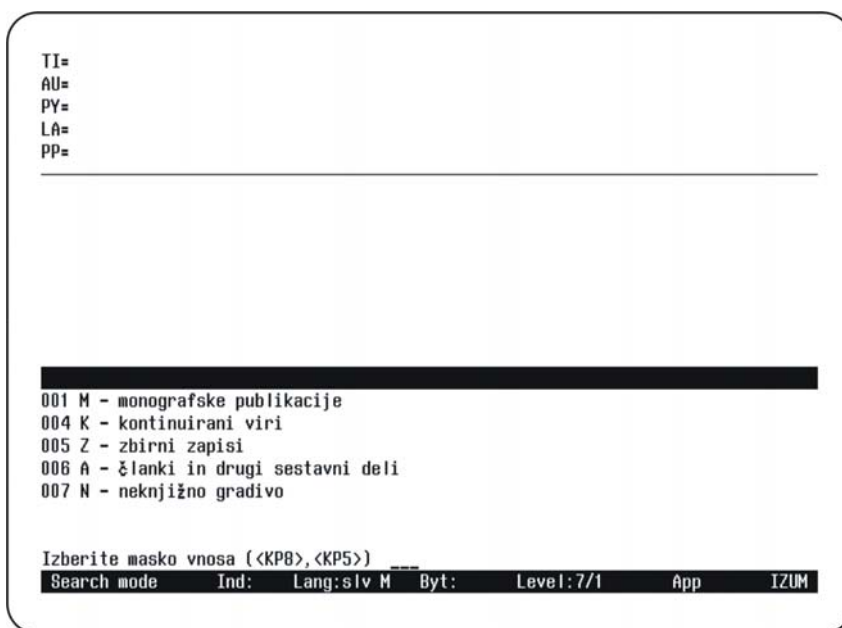 TI=
AU=
PY=
LA=
PP=
001 M - monografske publikacije
004 K - kontinuirani viri
005 Z - zbirni zapisi
006 A - članki in drugi sestavni deli
007 N - neknjižno gradivo
Izberite masko vnosa (<KP8>,<KP5>) ___
Search mode Ind: Lang:slv M Byt: Level:7/1 App IZUM